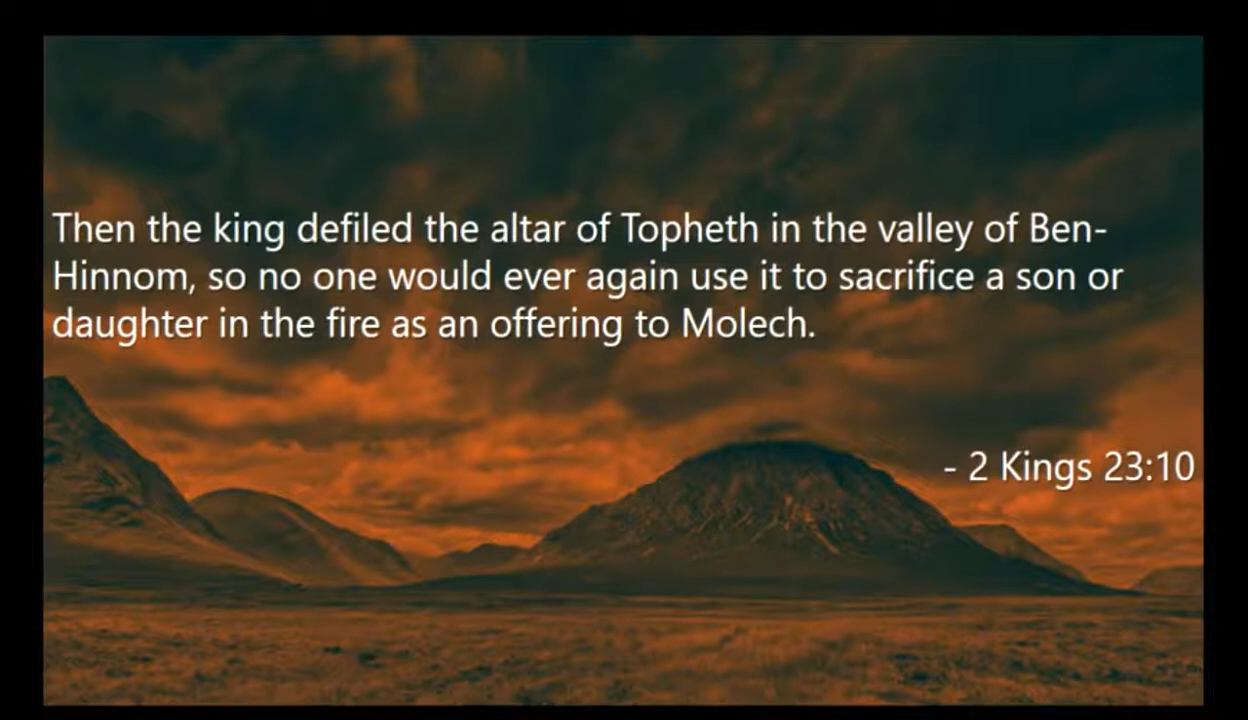 Then the king defiled the altar of Topheth in the valley of Ben-
Hinnom, so no one would ever again use it to sacrifice a son or
daughter in the fire as an offering to Molech.
- 2 Kings 23:10